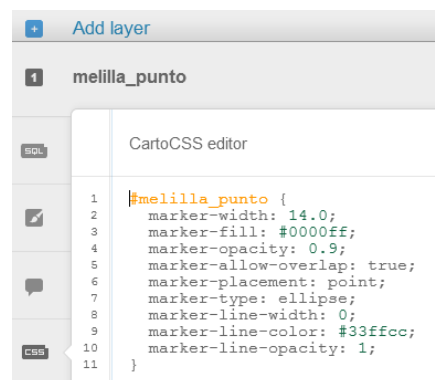 + Add layer
1 melilla_punto
SQL
CSS
CartoCSS editor
1 #melilla_punto {
2 marker-width: 14.0;
3 marker-fill: #0000ff;
4 marker-opacity: 0.9;
5 marker-allow-overlap: true;
6 marker-placement: point;
7 marker-type: ellipse;
8 marker-line-width: 0;
9 marker-line-color: #33ffcc;
10 marker-line-opacity: 1;
11 }